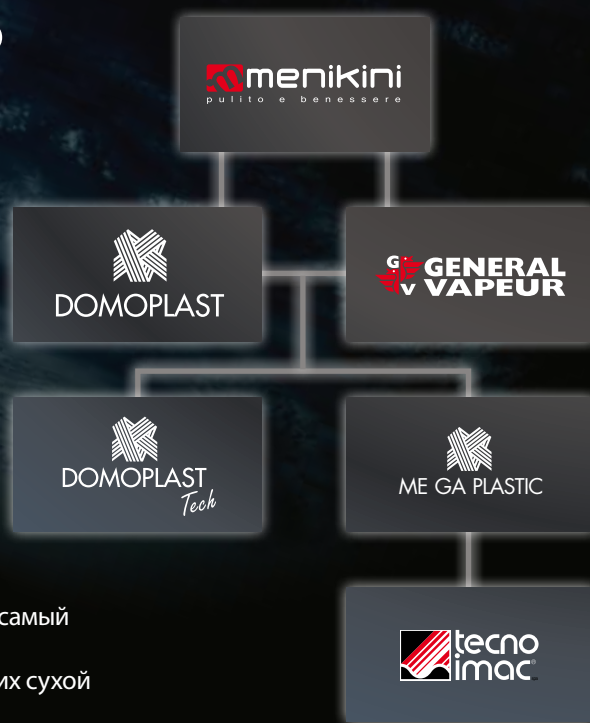 menikini
pulito e benessere
DOMOPLAST
G V GENERAL
VAPEUR
DOMOPLAST
Tech
ME GA PLASTIC
самый
tecno
imac
их сухой